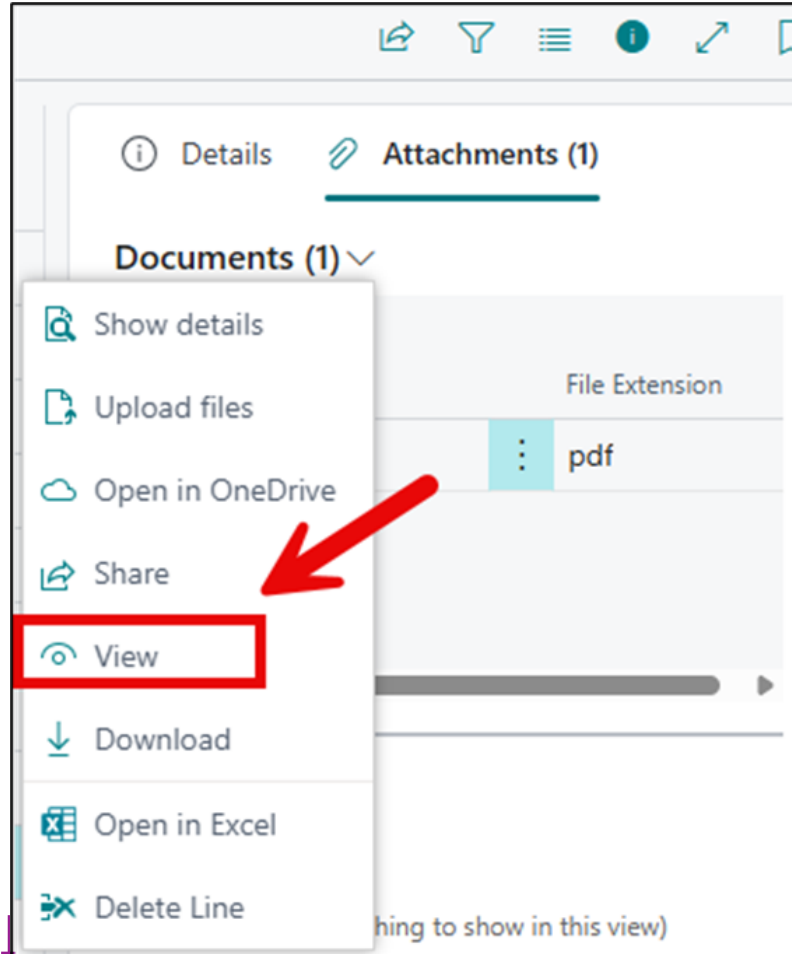 Details
Attachments (1)
Documents (1)
Show details
File Extension
Upload files
pdf
Open in OneDrive
Share
View
Download
Open in Excel
Delete Line
to show in this view)